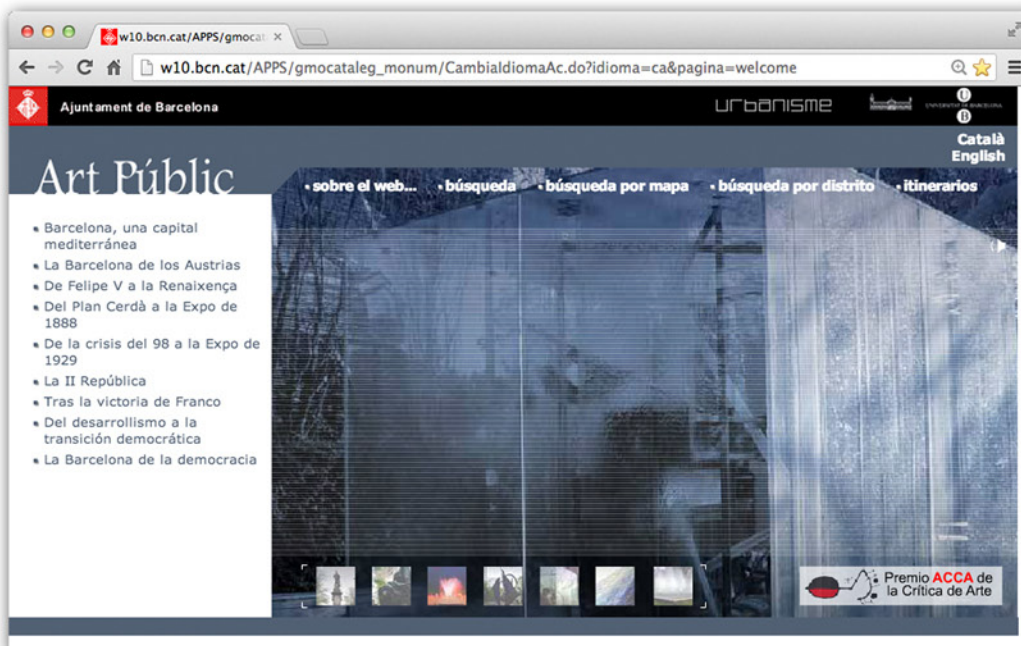 w10.bcn.cat/APPS/gmocat
w10.bcn.cat/APPS/gmocataleg_monum/CambiaIdiomaAc.do?idioma=ca&pagina=welcome
Ajuntament de Barcelona
urbanisme
U
UNIVERSITAT DE BARCELONA
B
Català
English
Art Públic
• sobre el web... • búsqueda • búsqueda por mapa • búsqueda por distrito • itinerarios
• Barcelona, una capital
mediterránea
• La Barcelona de los Austrias
• De Felipe V a la Renaixença
• Del Plan Cerdà a la Expo de
1888
• De la crisis del 98 a la Expo de
1929
• La II República
• Tras la victoria de Franco
• Del desarrollismo a la
transición democrática
• La Barcelona de la democracia
Premio ACCA de
la Crítica de Arte